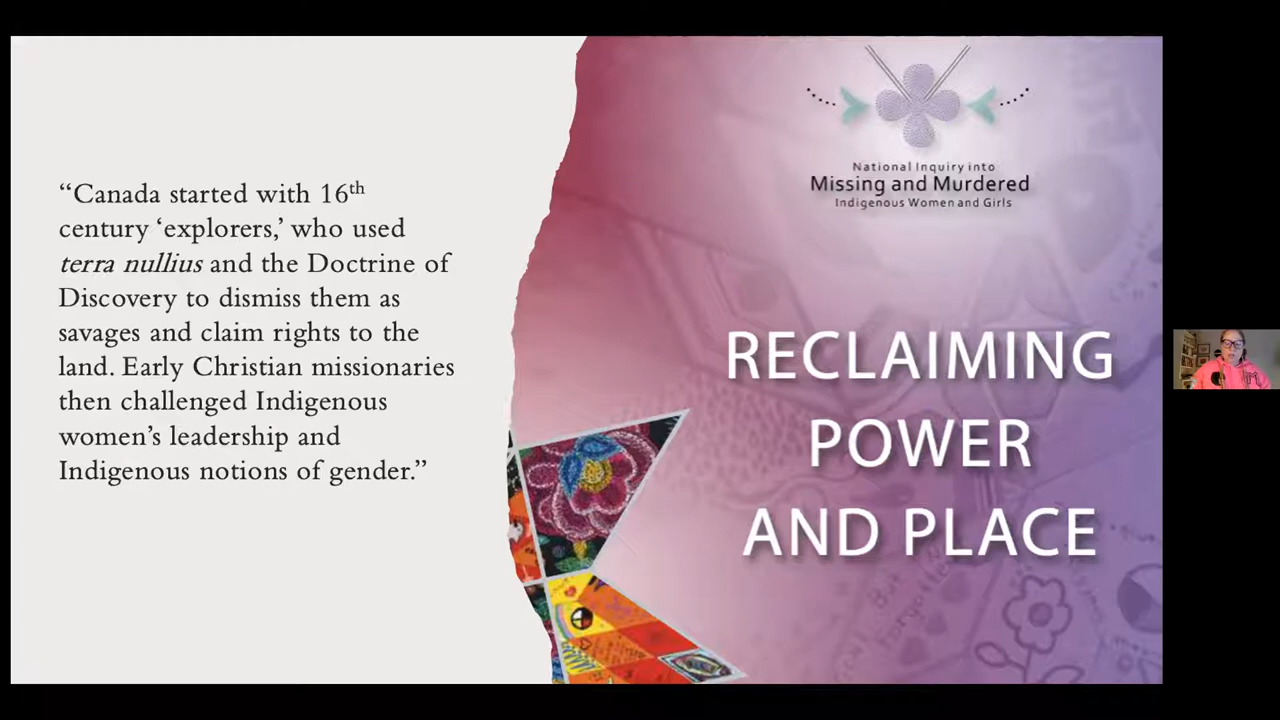 “Canada started with 16th
century ‘explorers,’ who used
terra nullius and the Doctrine of
Discovery to dismiss them as
savages and claim rights to the
land. Early Christian missionaries
then challenged Indigenous
women’s leadership and
Indigenous notions of gender.”
National Inquiry into
Missing and Murdered
Indigenous Women and Girls
RECLAIMING
POWER
AND PLACE